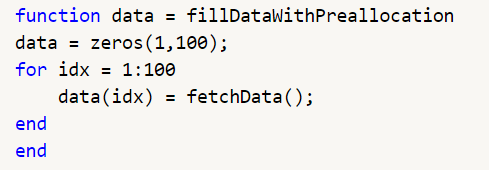 function data = fillDataWithPreallocation
data = zeros(1,100);
for idx = 1:100
    data(idx) = fetchData();
end
end